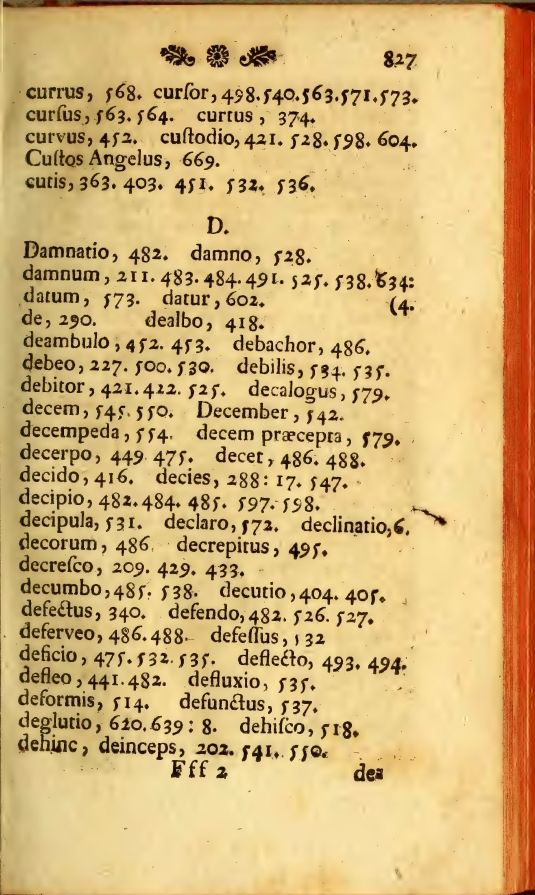 827
currus, 568. curſor, 498.540.563.571.573.
curſus, 563. 564. curtus, 374.
curvus, 452. cuſtodio, 421. 528. 598. 604.
Cuſtos Angelus, 669.
cutis, 363. 403. 451. 532. 536.
D.
Damnatio, 482. damno, 528.
damnum, 211. 483. 484. 491. 525. 538. 634:
datum, 573. datur, 602. (4.
de, 290. dealbo, 418.
deambulo, 452. 453. debachor, 486.
debeo, 227. 500. 530. debilis, 534. 535.
debitor, 421. 422. 525. decalogus, 579.
decem, 545. 550. December, 542.
decempeda, 554. decem præcepta, 579.
decerpo, 449. 475. decet, 486. 488.
decido, 416. decies, 288: 17. 547.
decipio, 482. 484. 485. 597. 598.
decipula, 531. declaro, 572. declinatio, 6.
decorum, 486. decrepitus, 495.
decreſco, 209. 429. 433.
decumbo, 485. 538. decutio, 404. 405.
defectus, 340. defendo, 482. 526. 527.
deferveo, 486. 488. defeſſus, 532
deficio, 475. 532. 535. deflecto, 493. 494.
defleo, 441. 482. defluxio, 535.
deformis, 514. defunctus, 537.
deglutio, 620. 639: 8. dehiſco, 518.
dehinc, deinceps, 202. 541. 550.
Fff 2 dea